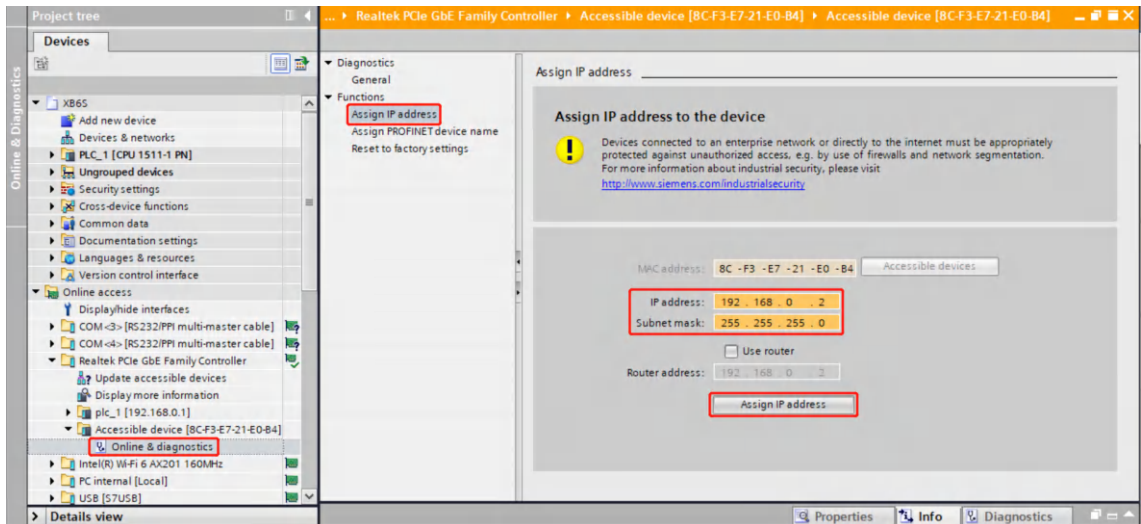 Project tree
... Realtek PCIe GbE Family Controller Accessible device [8C-F3-E7-21-E0-B4] Accessible device [8C-F3-E7-21-E0-B4]
Devices
Online & Diagnostics
XB6S
Add new device
Devices & networks
PLC_1 [CPU 1511-1 PN]
Ungrouped devices
Security settings
Cross-device functions
Common data
Documentation settings
Languages & resources
Version control interface
Online access
Display/hide interfaces
COM <3> [RS232/PPI multi-master cable]
COM <4> [RS232/PPI multi-master cable]
Realtek PCIe GbE Family Controller
Update accessible devices
Display more information
plc_1 [192.168.0.1]
Accessible device [8C-F3-E7-21-E0-B4]
Online & diagnostics
Intel(R) Wi-Fi 6 AX201 160MHz
PC internal [Local]
USB [S7USB]
Details view
Diagnostics
General
Functions
Assign IP address
Assign PROFINET device name
Reset to factory settings
Assign IP address
Assign IP address to the device
Devices connected to an enterprise network or directly to the internet must be appropriately
protected against unauthorized access, e.g. by use of firewalls and network segmentation.
For more information about industrial security, please visit
http://www.siemens.com/industrialsecurity
MAC address: 8C -F3 -E7 -21 -E0 -B4 Accessible devices
IP address: 192 . 168 . 0 . 2
Subnet mask: 255 . 255 . 255 . 0
Use router
Router address: 192 . 168 . 0 . 2
Assign IP address
Properties Info Diagnostics